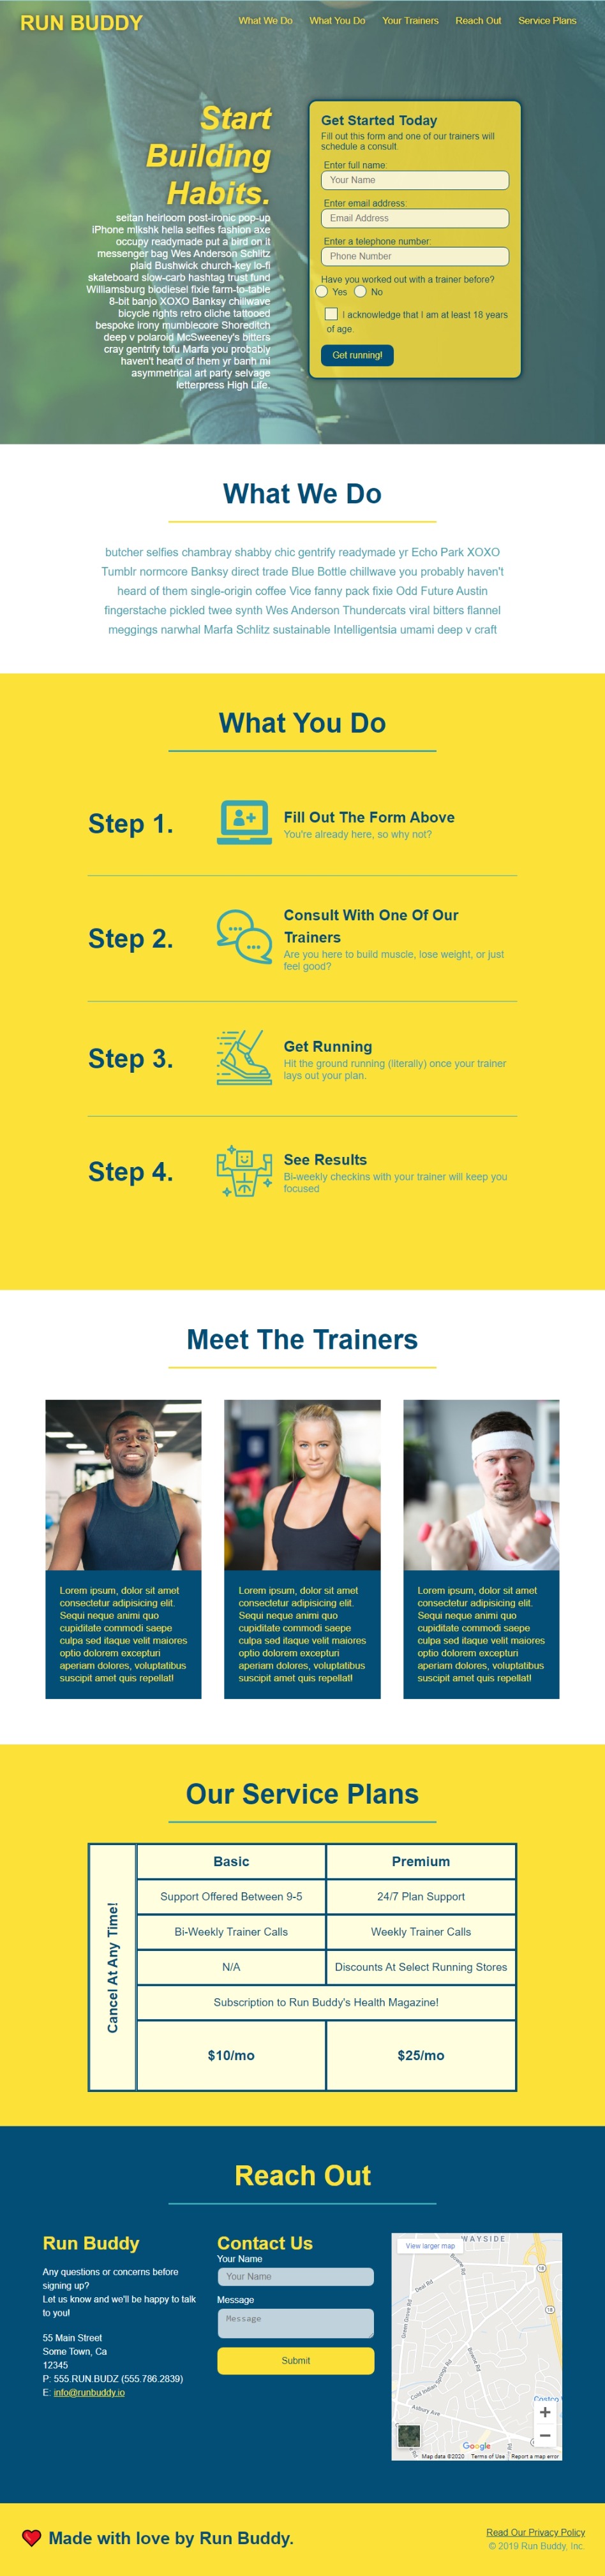 RUN BUDDY
What We Do
What You Do
Your Trainers
Reach Out
Service Plans
Start
Building
Habits.
seitan heirloom post-ironic pop-up
iPhone mlkshk hella selfies fashion axe
occupy readymade put a bird on it
messenger bag Wes Anderson Schlitz
plaid Bushwick church-key lo-fi
skateboard slow-carb hashtag trust fund
Williamsburg biodiesel fixie farm-to-table
8-bit banjo XOXO Banksy chillwave
bicycle rights retro cliche tattooed
bespoke irony mumblecore Shoreditch
deep v polaroid McSweeney's bitters
cray gentrify tofu Marfa you probably
haven't heard of them yr banh mi
asymmetrical art party selvage
letterpress High Life.
Get Started Today
Fill out this form and one of our trainers will
schedule a consult.
Enter full name:
Your Name
Enter email address:
Email Address
Enter a telephone number:
Phone Number
Have you worked out with a trainer before?
Yes No
I acknowledge that I am at least 18 years
of age.
Get running!
What We Do
butcher selfies chambray shabby chic gentrify readymade yr Echo Park XOXO
Tumblr normcore Banksy direct trade Blue Bottle chillwave you probably haven't
heard of them single-origin coffee Vice fanny pack fixie Odd Future Austin
fingerstache pickled twee synth Wes Anderson Thundercats viral bitters flannel
meggings narwhal Marfa Schlitz sustainable Intelligentsia umami deep v craft
What You Do
Step 1.
Fill Out The Form Above
You're already here, so why not?
Step 2.
Consult With One Of Our
Trainers
Are you here to build muscle, lose weight, or just
feel good?
Step 3.
Get Running
Hit the ground running (literally) once your trainer
lays out your plan.
Step 4.
See Results
Bi-weekly checkins with your trainer will keep you
focused
Meet The Trainers
Lorem ipsum, dolor sit amet
consectetur adipisicing elit.
Sequi neque animi quo
cupiditate commodi saepe
culpa sed itaque velit maiores
optio dolorem excepturi
aperiam dolores, voluptatibus
suscipit amet quis repellat!
Lorem ipsum, dolor sit amet
consectetur adipisicing elit.
Sequi neque animi quo
cupiditate commodi saepe
culpa sed itaque velit maiores
optio dolorem excepturi
aperiam dolores, voluptatibus
suscipit amet quis repellat!
Lorem ipsum, dolor sit amet
consectetur adipisicing elit.
Sequi neque animi quo
cupiditate commodi saepe
culpa sed itaque velit maiores
optio dolorem excepturi
aperiam dolores, voluptatibus
suscipit amet quis repellat!
Our Service Plans
Cancel At Any Time!
Basic
Premium
Support Offered Between 9-5
24/7 Plan Support
Bi-Weekly Trainer Calls
Weekly Trainer Calls
N/A
Discounts At Select Running Stores
Subscription to Run Buddy's Health Magazine!
$10/mo
$25/mo
Reach Out
Run Buddy
Any questions or concerns before
signing up?
Let us know and we'll be happy to talk
to you!
55 Main Street
Some Town, Ca
12345
P: 555.RUN.BUDZ (555.786.2839)
E: info@runbuddy.io
Contact Us
Your Name
Your Name
Message
Message
Submit
View larger map
WAYSIDE
Bowne Rd
Deal Rd
18
18
Green Grove Rd
Bowne Rd
Cold Indian Springs Rd
Asbury Ave
Costco
+
−
Google
Map data ©2020
Terms of Use
Report a map error
Made with love by Run Buddy.
Read Our Privacy Policy
© 2019 Run Buddy, Inc.